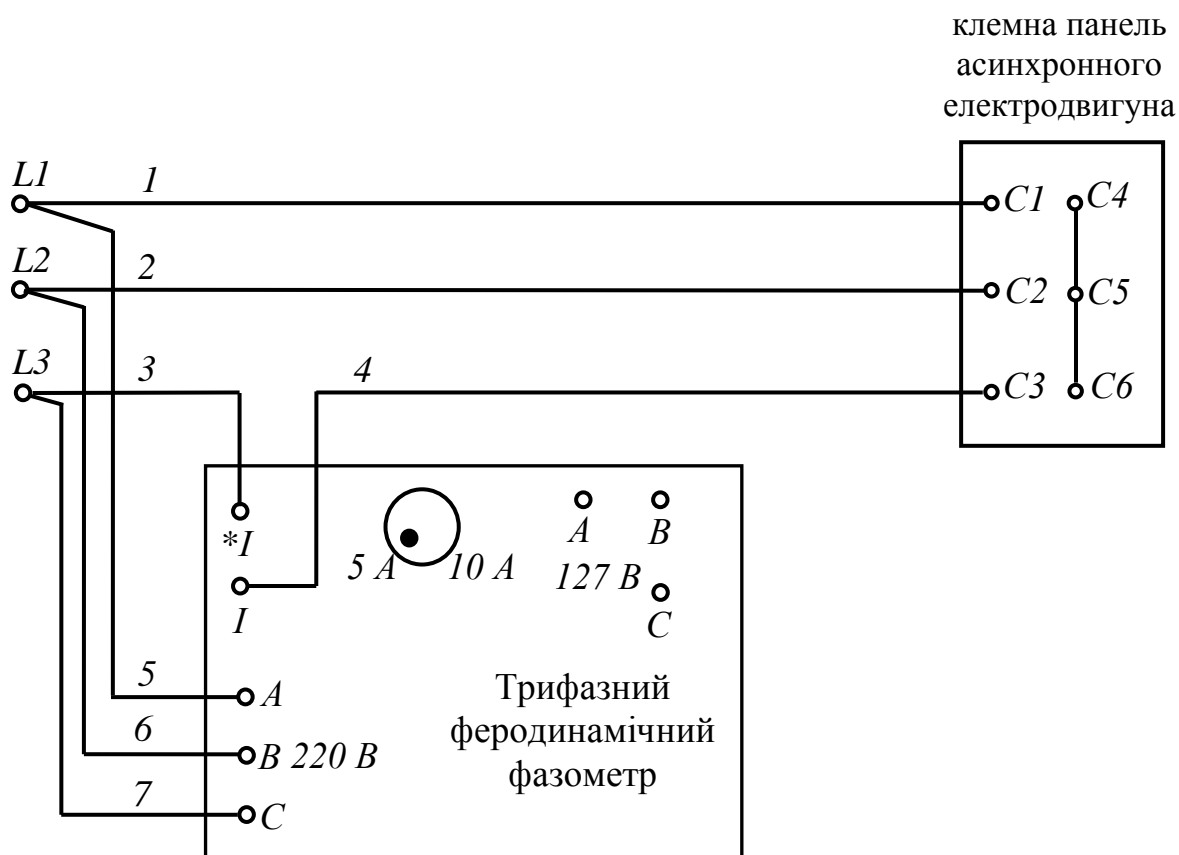 клемна панель
асинхронного
електродвигуна
L1
1
C1
C4
L2
2
C2
C5
L3
3
4
C3
C6
*I
5 A
10 A
A
B
127 В
I
C
5
A
Трифазний
феродинамічний
фазометр
6
B 220 В
7
C